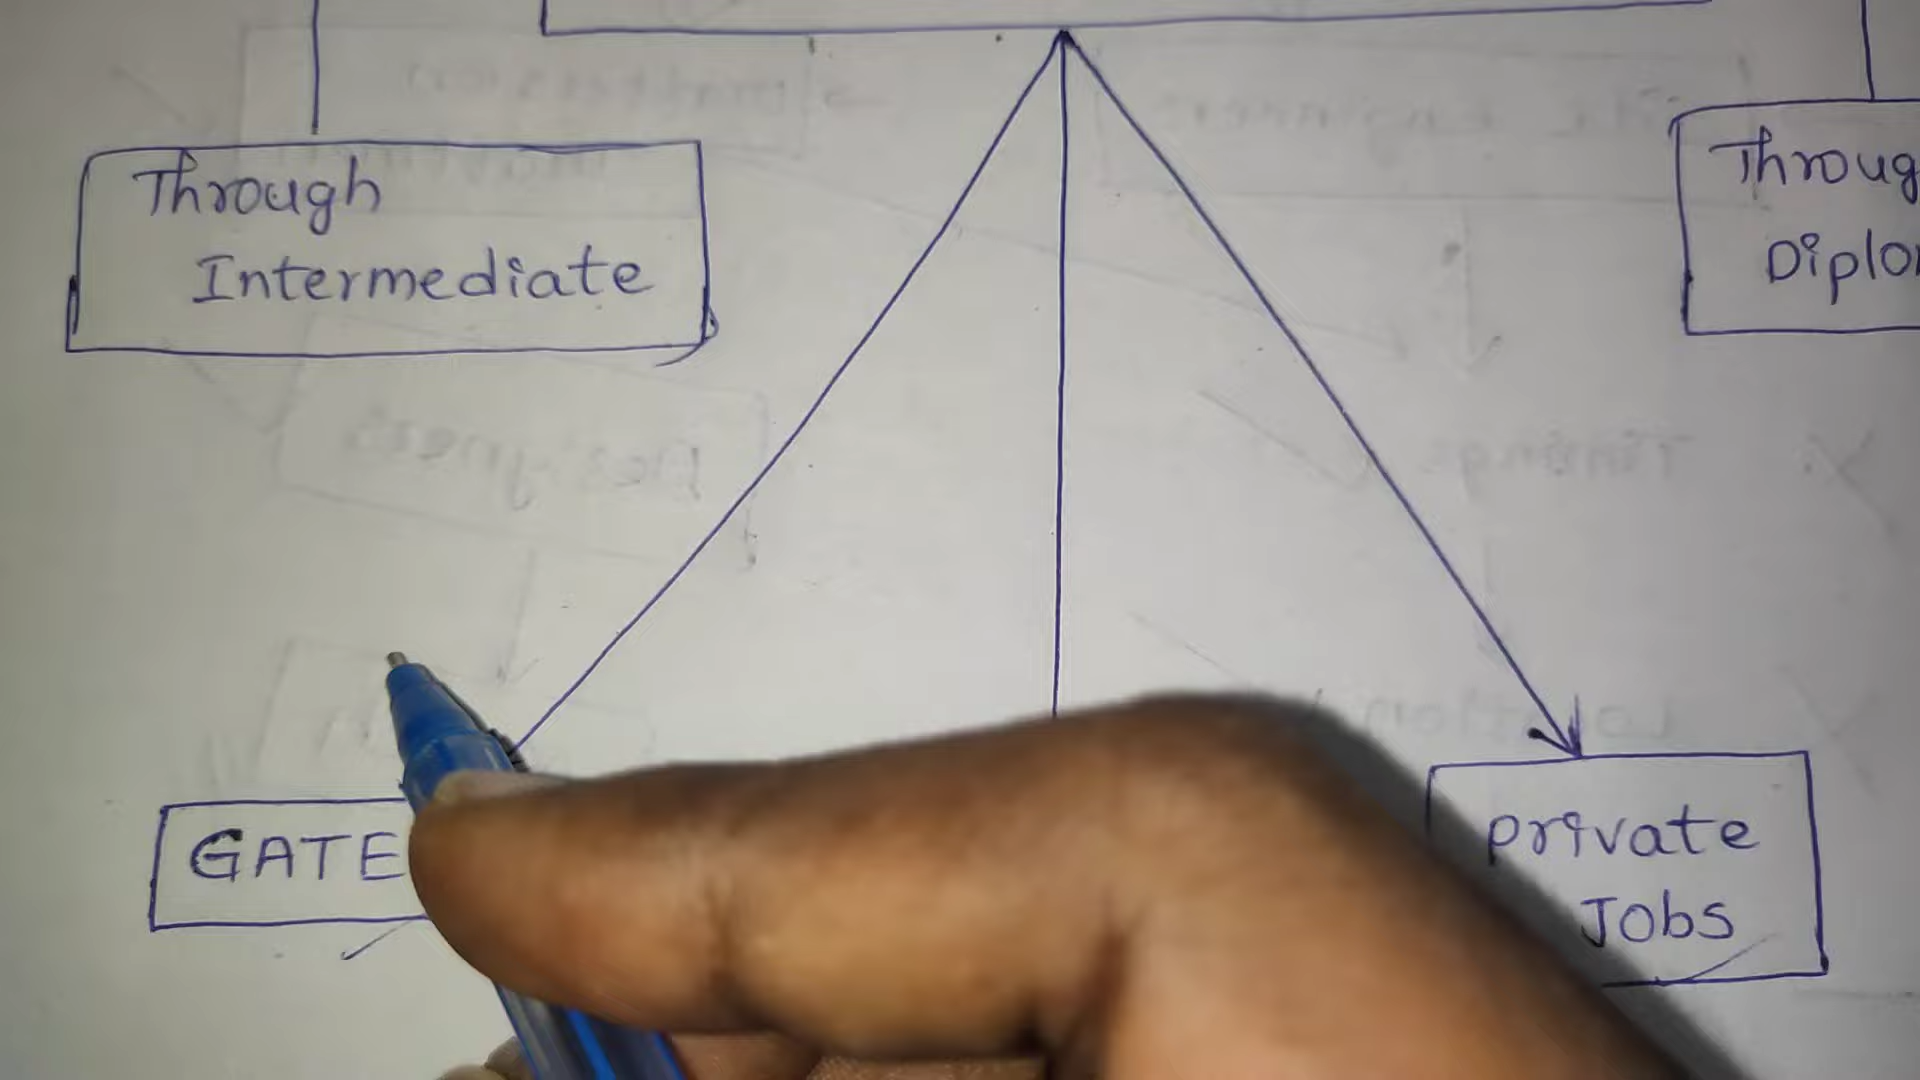 Through
Intermediate
Throug
Diplo
GATE
private
Jobs